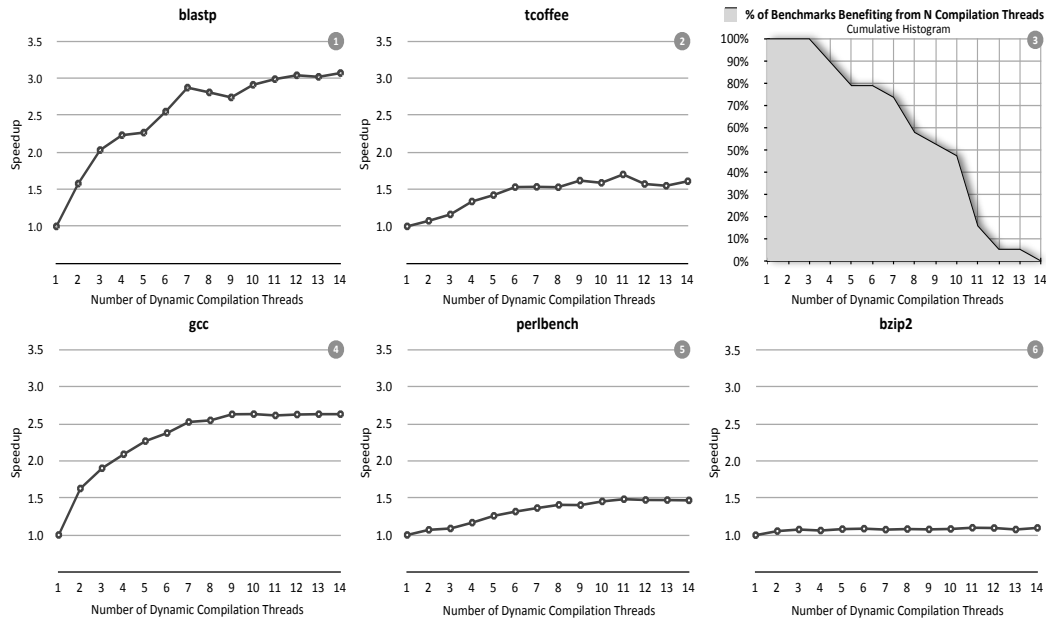 blastp
1
3.5
3.0
2.5
2.0
1.5
1.0
Speedup
1 2 3 4 5 6 7 8 9 10 11 12 13 14
Number of Dynamic Compilation Threads
tcoffee
2
3.5
3.0
2.5
2.0
1.5
1.0
Speedup
1 2 3 4 5 6 7 8 9 10 11 12 13 14
Number of Dynamic Compilation Threads
% of Benchmarks Benefiting from N Compilation Threads
Cumulative Histogram
3
100%
90%
80%
70%
60%
50%
40%
30%
20%
10%
0%
1 2 3 4 5 6 7 8 9 10 11 12 13 14
Number of Dynamic Compilation Threads
gcc
4
3.5
3.0
2.5
2.0
1.5
1.0
Speedup
1 2 3 4 5 6 7 8 9 10 11 12 13 14
Number of Dynamic Compilation Threads
perlbench
5
3.5
3.0
2.5
2.0
1.5
1.0
Speedup
1 2 3 4 5 6 7 8 9 10 11 12 13 14
Number of Dynamic Compilation Threads
bzip2
6
3.5
3.0
2.5
2.0
1.5
1.0
Speedup
1 2 3 4 5 6 7 8 9 10 11 12 13 14
Number of Dynamic Compilation Threads